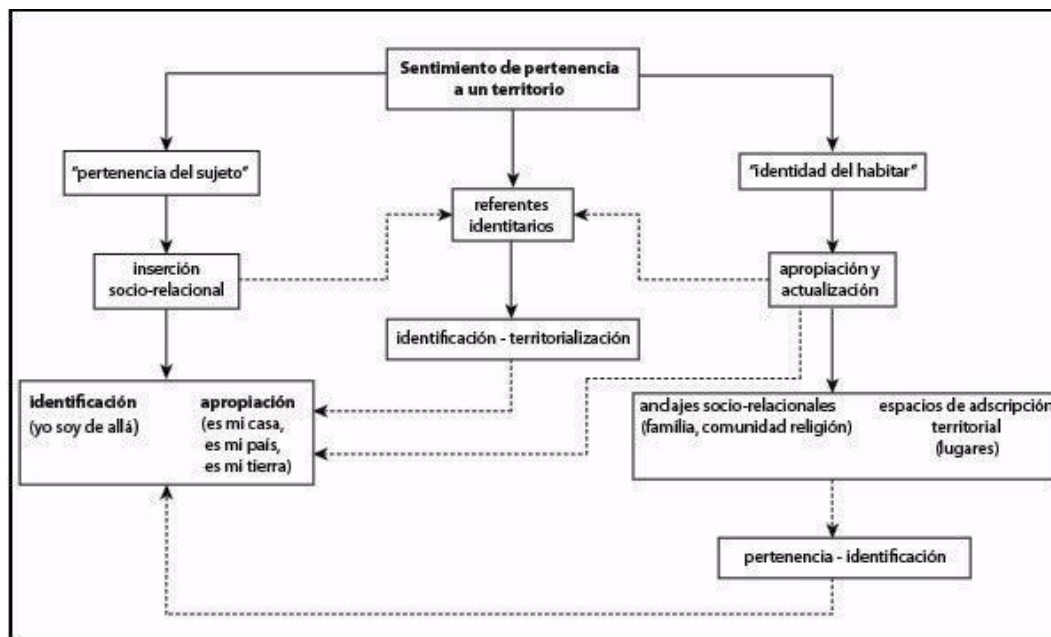 Sentimiento de pertenencia
a un territorio
"pertenencia del sujeto"
"identidad del habitar"
referentes
identitarios
inserción
socio-relacional
apropiación y
actualización
identificación - territorialización
identificación
(yo soy de allá)
apropiación
(es mi casa,
es mi país,
es mi tierra)
anclajes socio-relacionales
(família, comunidad religión)
espacios de adscripción
territorial
(lugares)
pertenencia - identificación